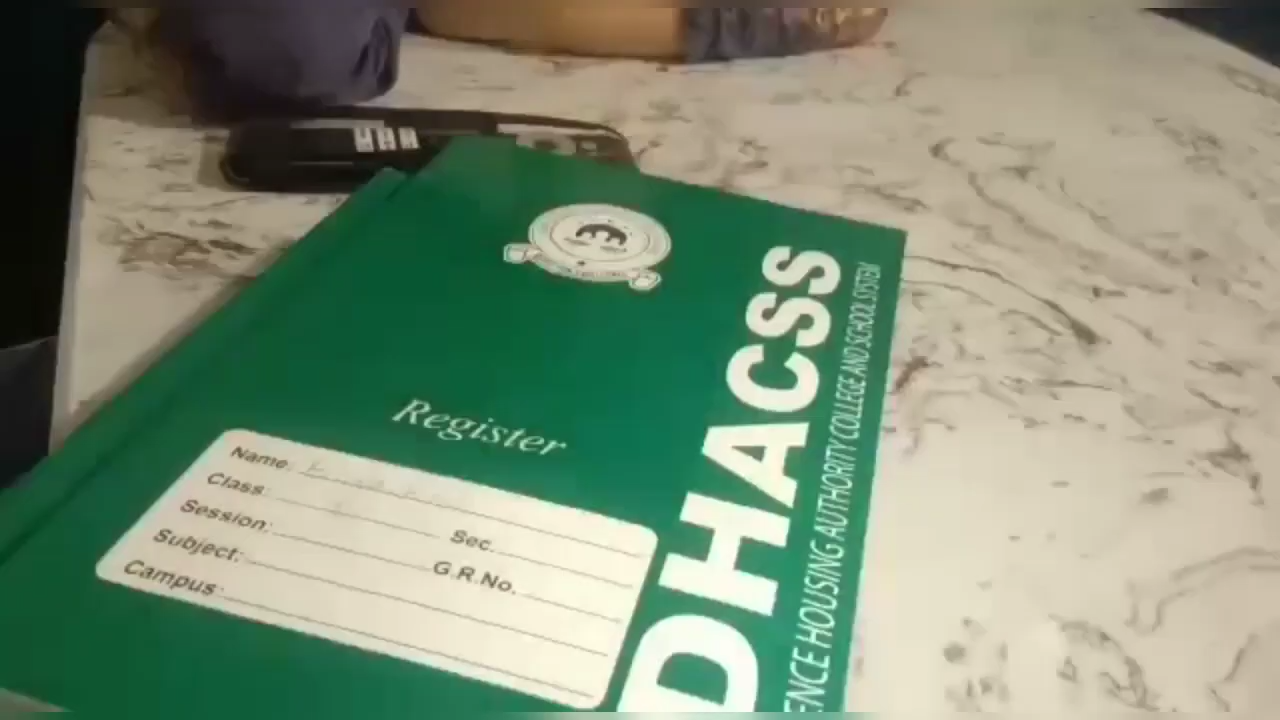 Register
Name:
Class:
Session: Sec.
Subject: G.R.No.
Campus:
DHACSS
ENCE HOUSING AUTHORITY COLLEGE AND SCHOOL SYSTEM